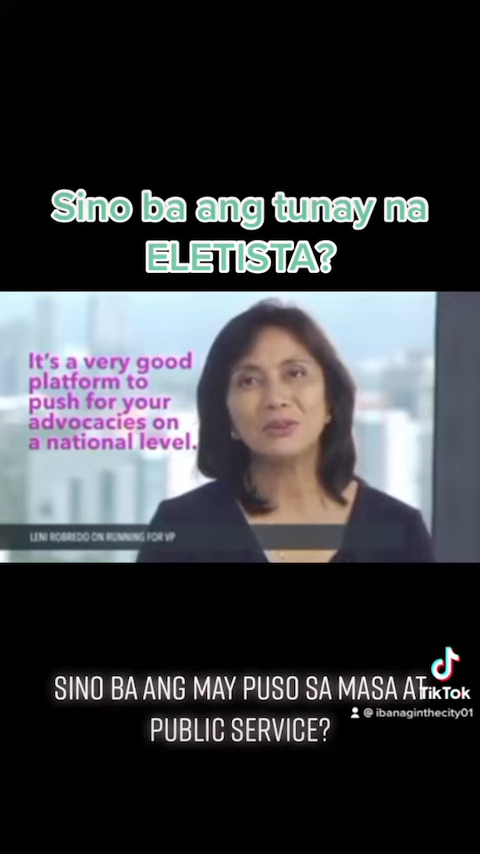 Sino ba ang tunay na
ELETISTA?
It's a very good
platform to
push for your
advocacies on
a national level.
LENI ROBREDO ON RUNNING FOR VP
SINO BA ANG MAY PUSO SA MASA AT
PUBLIC SERVICE?
TikTok
@ibanaginthecity01